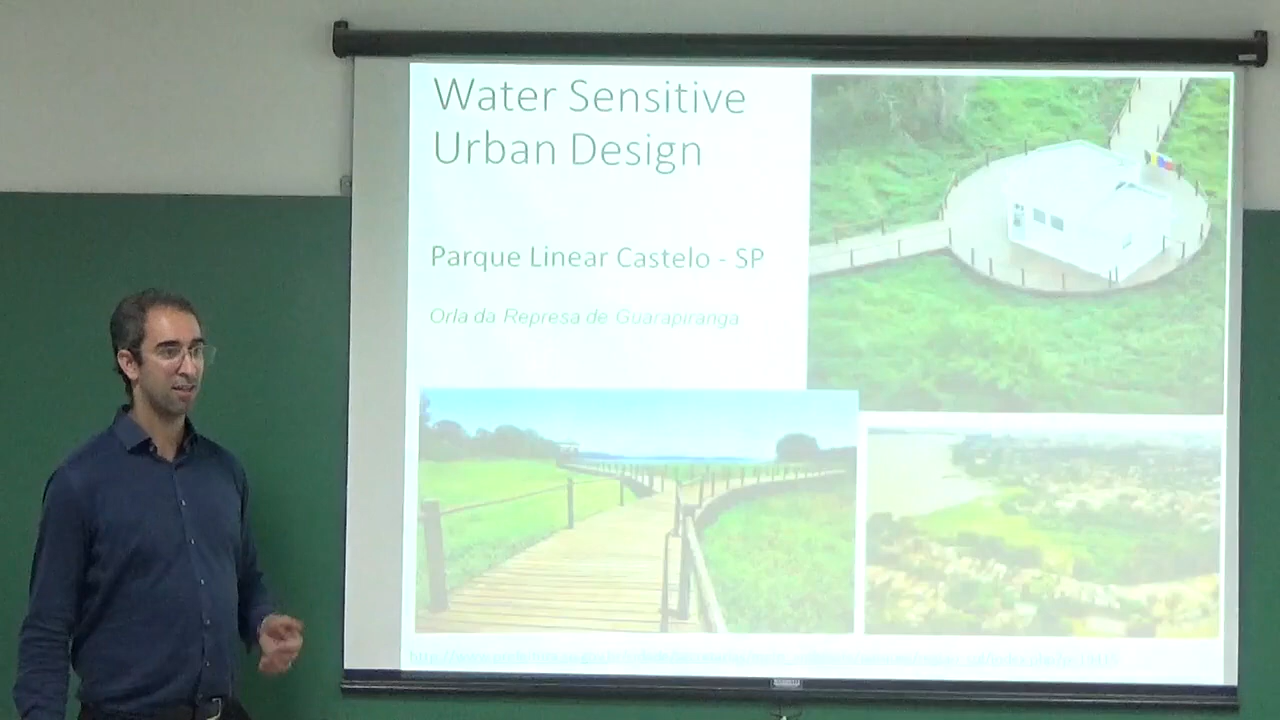 Water Sensitive
Urban Design
Parque Linear Castelo - SP
Orla da Represa de Guarapiranga